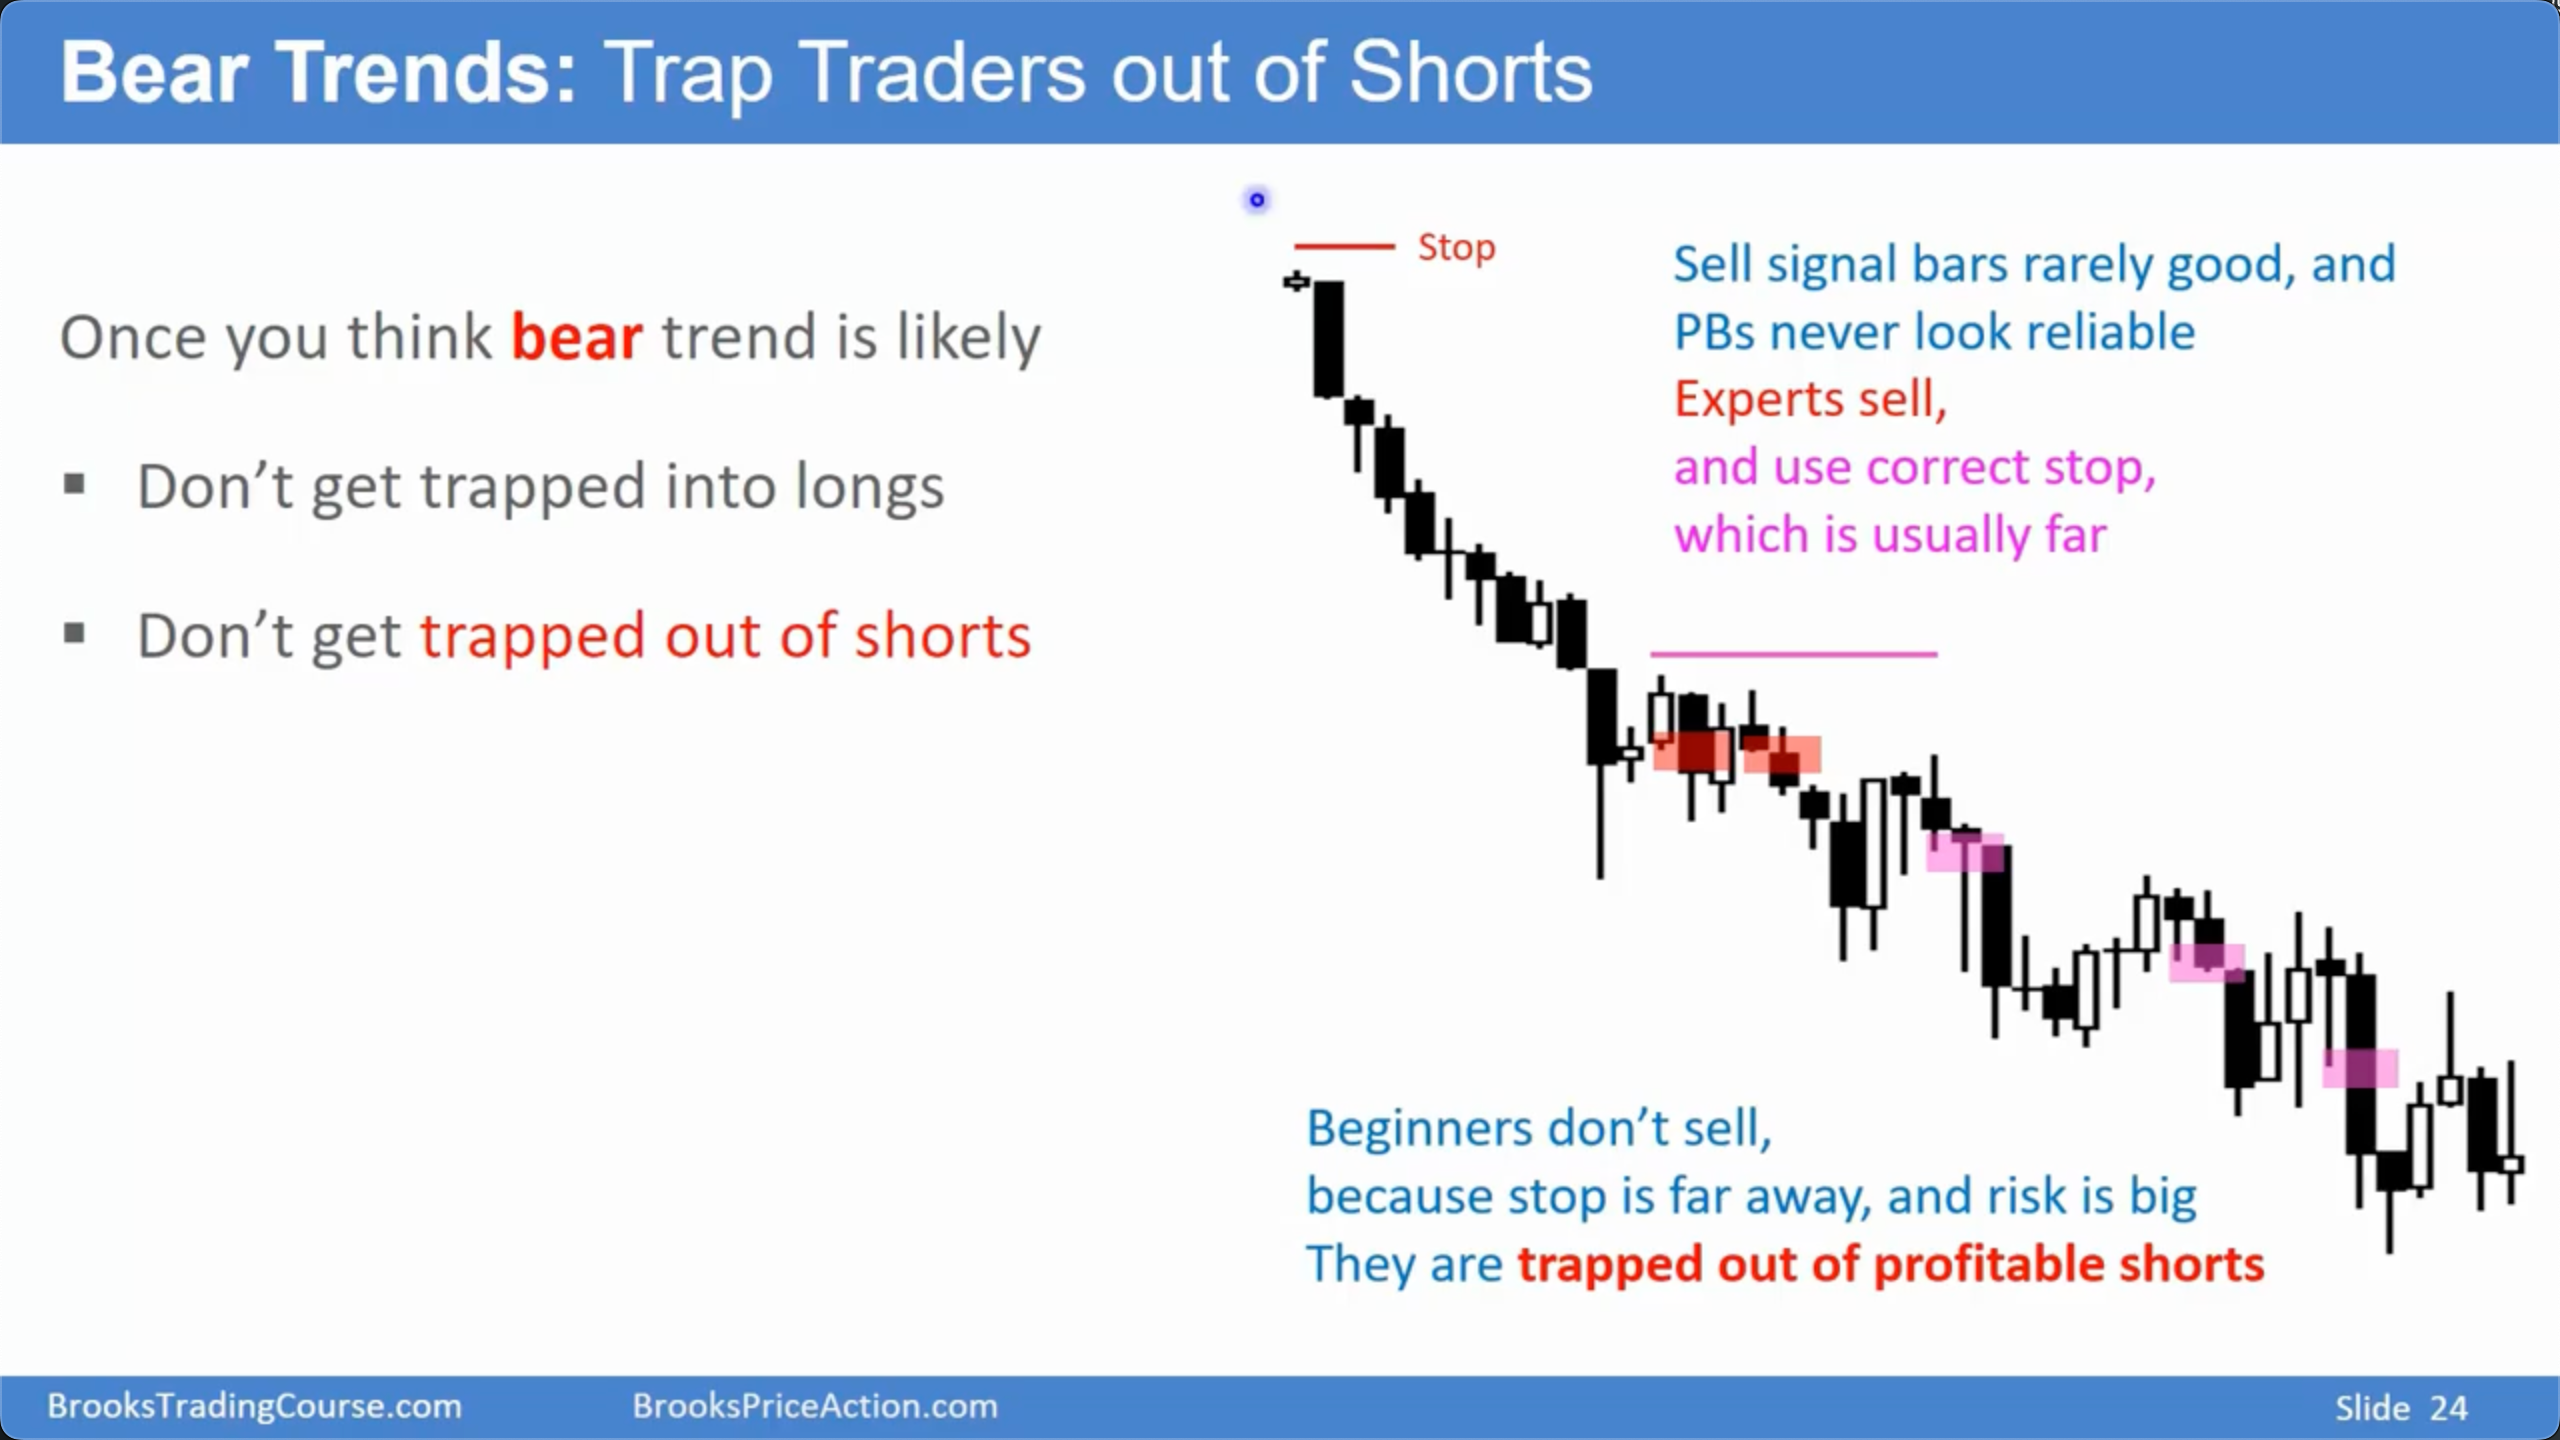 Bear Trends: Trap Traders out of Shorts
Once you think bear trend is likely
▪ Don’t get trapped into longs
▪ Don’t get trapped out of shorts
Stop
Sell signal bars rarely good, and
PBs never look reliable
Experts sell,
and use correct stop,
which is usually far
Beginners don’t sell,
because stop is far away, and risk is big
They are trapped out of profitable shorts
BrooksTradingCourse.com
BrooksPriceAction.com
Slide 24